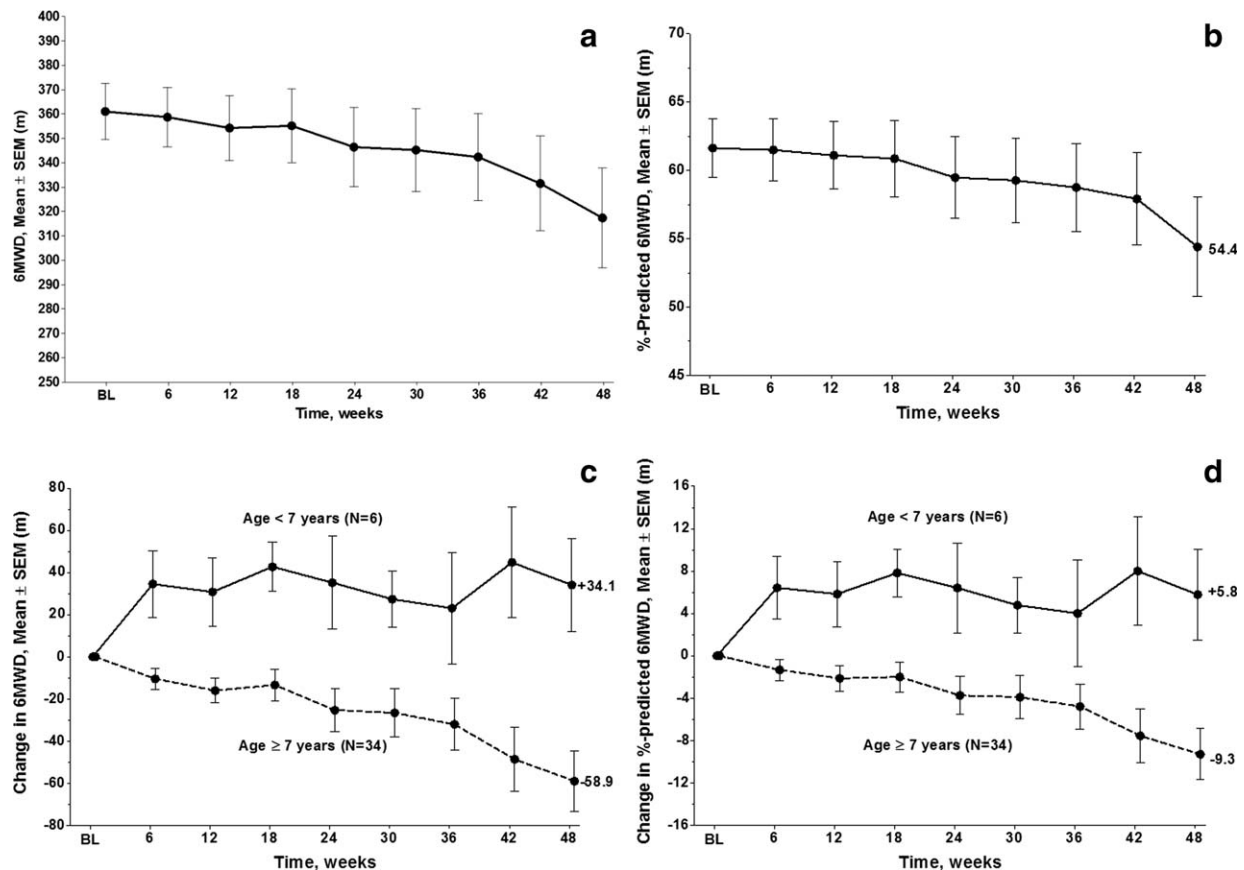 a
6MWD, Mean ± SEM (m)
400
390
380
370
360
350
340
330
320
310
300
290
280
270
260
250
BL 6 12 18 24 30 36 42 48
Time, weeks
b
%-Predicted 6MWD, Mean ± SEM (m)
70
65
60
55
50
45
54.4
BL 6 12 18 24 30 36 42 48
Time, weeks
c
Change in 6MWD, Mean ± SEM (m)
80
60
40
20
0
-20
-40
-60
-80
Age < 7 years (N=6)
+34.1
Age ≥ 7 years (N=34)
-58.9
BL 6 12 18 24 30 36 42 48
Time, weeks
d
Change in %-predicted 6MWD, Mean ± SEM (m)
16
12
8
4
0
-4
-8
-12
-16
Age < 7 years (N=6)
+5.8
Age ≥ 7 years (N=34)
-9.3
BL 6 12 18 24 30 36 42 48
Time, weeks